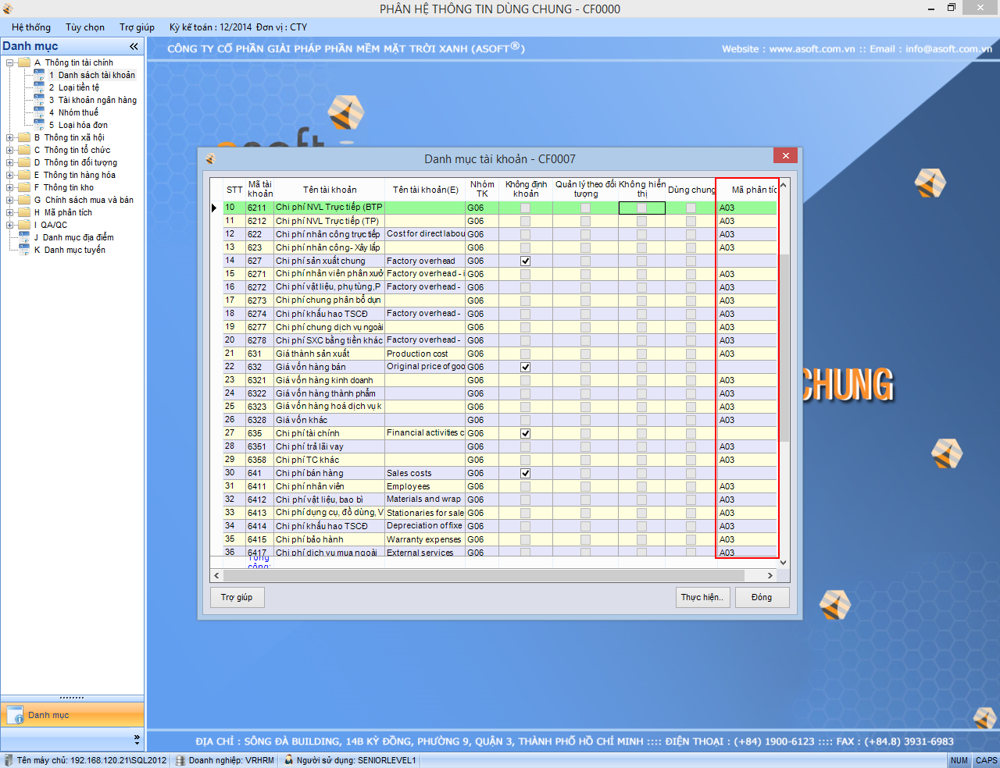 PHÂN HỆ THÔNG TIN DÙNG CHUNG - CF0000
Hệ thống Tùy chọn Trợ giúp Kỳ kế toán : 12/2014 Đơn vị : CTY
Danh mục
A Thông tin tài chính
1 Danh sách tài khoản
2 Loại tiền tệ
3 Tài khoản ngân hàng
4 Nhóm thuế
5 Loại hóa đơn
B Thông tin xã hội
C Thông tin tổ chức
D Thông tin đối tượng
E Thông tin hàng hóa
F Thông tin kho
G Chính sách mua và bán
H Mã phân tích
I QA/QC
J Danh mục địa điểm
K Danh mục tuyến
Danh mục
CÔNG TY CỔ PHẦN GIẢI PHÁP PHẦN MỀM MẶT TRỜI XANH (ASOFT®)
Website : www.asoft.com.vn :: Email : info@asoft.com.vn
asoft
CHUNG
Danh mục tài khoản - CF0007
STT Mã tài khoản Tên tài khoản Tên tài khoản(E) Nhóm TK Không định khoản Quản lý theo đối tượng Không hiển thị Dùng chung Mã phân tíc
10 6211 Chi phí NVL Trực tiếp (BTP G06 A03
11 6212 Chi phí NVL Trực tiếp (TP) G06 A03
12 622 Chi phí nhân công trực tiếp Cost for direct labou G06 A03
13 623 Chi phí nhân công- Xây lắp G06 A03
14 627 Chi phí sản xuất chung Factory overhead G06
15 6271 Chi phí nhân viên phân xưở Factory overhead - i G06 A03
16 6272 Chi phí vật liệu, phụ tùng,P Factory overhead - G06 A03
17 6273 Chi phí chung phân bổ dụn G06 A03
18 6274 Chi phí khấu hao TSCĐ Factory overhead - G06 A03
19 6277 Chi phí chung dịch vụ ngoài G06 A03
20 6278 Chi phí SXC bằng tiền khác Factory overhead - G06 A03
21 631 Giá thành sản xuất Production cost G06 A03
22 632 Giá vốn hàng bán Original price of goo G06
23 6321 Giá vốn hàng kinh doanh G06 A03
24 6322 Giá vốn hàng thành phẩm G06 A03
25 6323 Giá vốn hàng hoá dịch vụ k G06 A03
26 6328 Giá vốn khác G06 A03
27 635 Chi phí tài chính Financial activities c G06
28 6351 Chi phí trả lãi vay G06 A03
29 6358 Chi phí TC khác G06 A03
30 641 Chi phí bán hàng Sales costs G06
31 6411 Chi phí nhân viên Employees G06 A03
32 6412 Chi phí vật liệu, bao bì Materials and wrap G06 A03
33 6413 Chi phí dụng cụ, đồ dùng, V Stationaries for sale G06 A03
34 6414 Chi phí khấu hao TSCĐ Depreciation of fixe G06 A03
35 6415 Chi phí bảo hành Warranty expenses G06 A03
36 6417 Chi phí dịch vụ mua ngoài External services G06 A03
Tổng cộng:
Trợ giúp Thực hiện.. Đóng
ĐỊA CHỈ : SÔNG ĐÀ BUILDING, 14B KỲ ĐỒNG, PHƯỜNG 9, QUẬN 3, THÀNH PHỐ HỒ CHÍ MINH :::: ĐIỆN THOẠI : (+84) 1900-6123 :::: FAX : (+84.8) 3931-6983
Tên máy chủ: 192.168.120.21\SQL2012 Doanh nghiệp: VRHRM Người sử dụng: SENIORLEVEL1 NUM CAPS